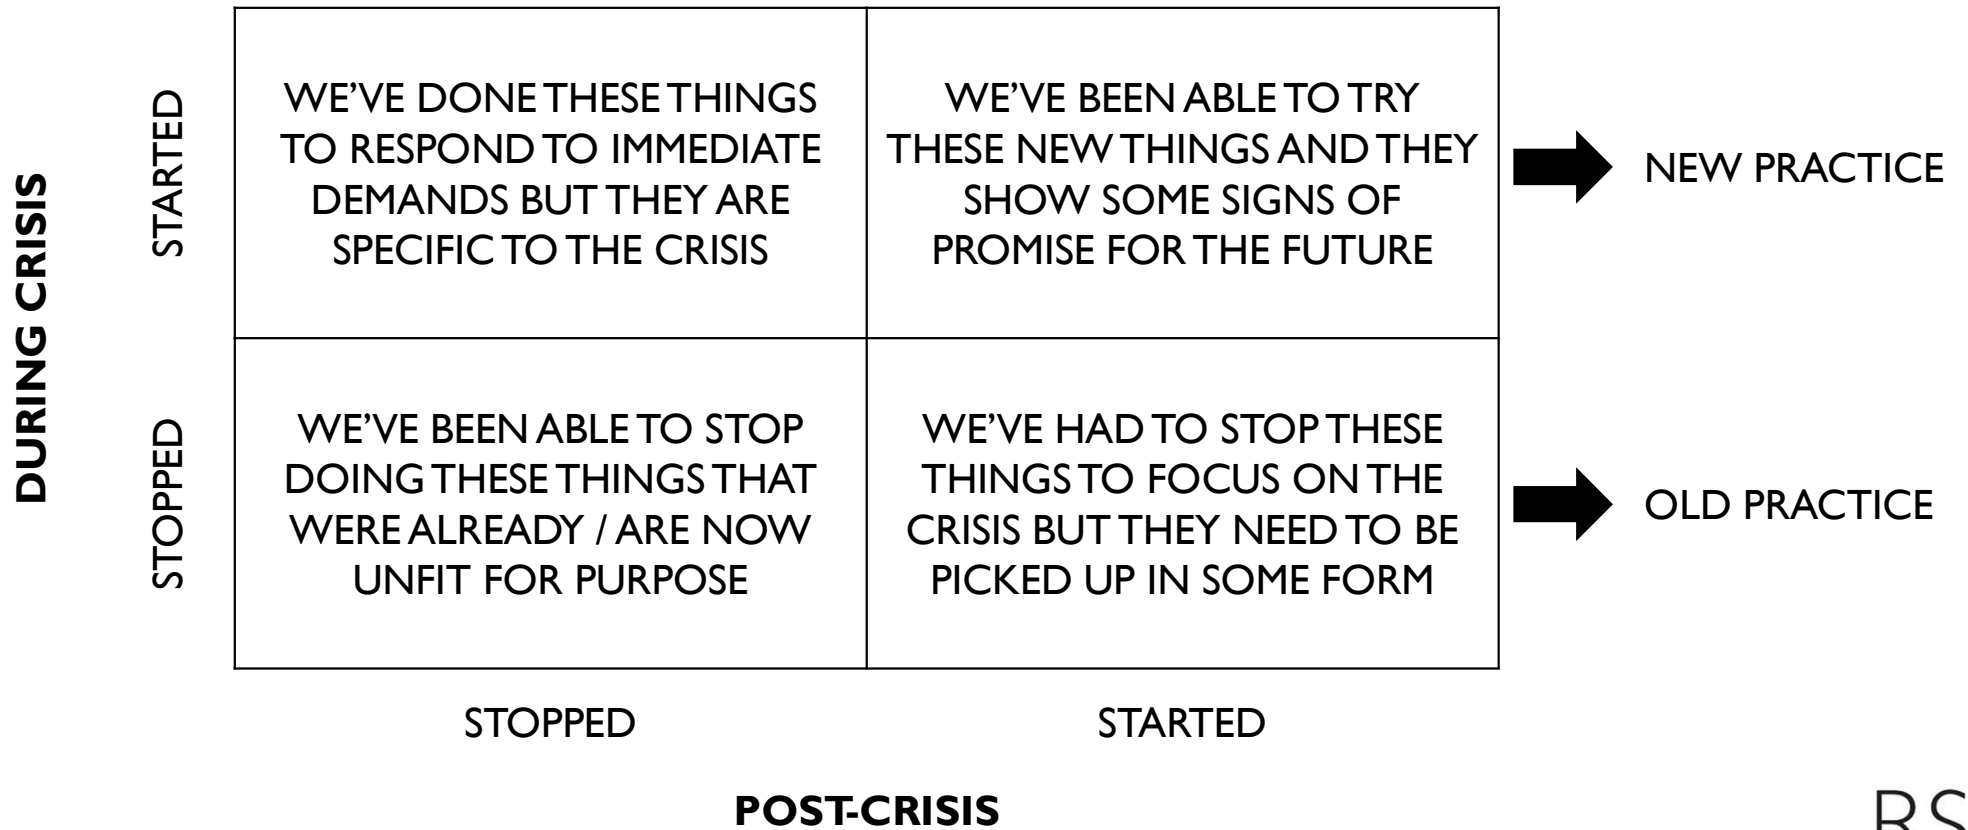 DURING CRISIS
STARTED
WE'VE DONE THESE THINGS
TO RESPOND TO IMMEDIATE
DEMANDS BUT THEY ARE
SPECIFIC TO THE CRISIS
WE'VE BEEN ABLE TO TRY
THESE NEW THINGS AND THEY
SHOW SOME SIGNS OF
PROMISE FOR THE FUTURE
NEW PRACTICE
STOPPED
WE'VE BEEN ABLE TO STOP
DOING THESE THINGS THAT
WERE ALREADY / ARE NOW
UNFIT FOR PURPOSE
WE'VE HAD TO STOP THESE
THINGS TO FOCUS ON THE
CRISIS BUT THEY NEED TO BE
PICKED UP IN SOME FORM
OLD PRACTICE
STOPPED
STARTED
POST-CRISIS